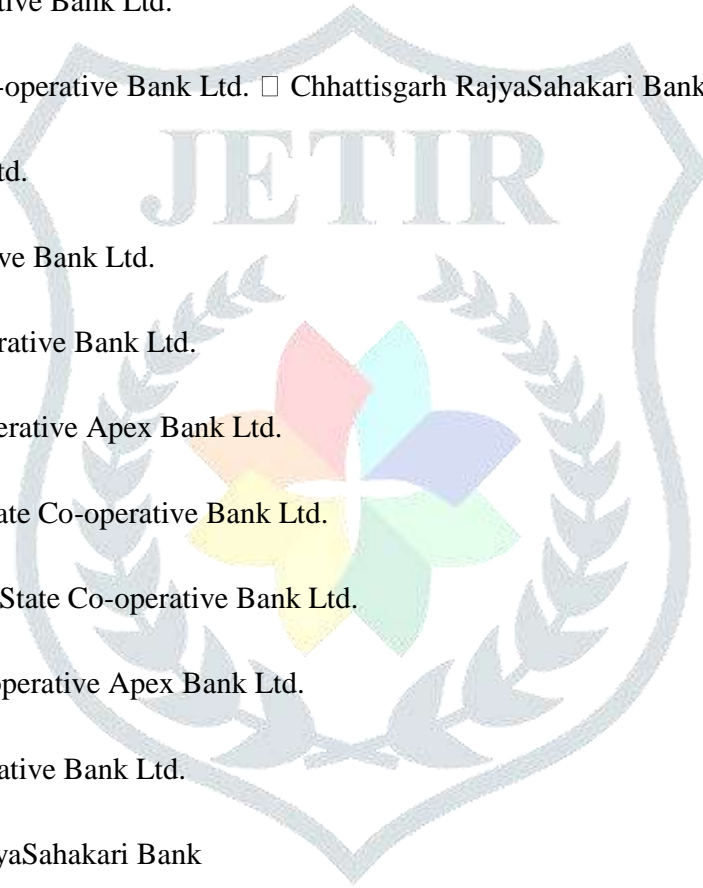 tive Bank Ltd.
-operative Bank Ltd. □ Chhattisgarh RajyaSahakari Bank
JETIR
td.
ve Bank Ltd.
rative Bank Ltd.
erative Apex Bank Ltd.
ate Co-operative Bank Ltd.
State Co-operative Bank Ltd.
operative Apex Bank Ltd.
ative Bank Ltd.
yaSahakari Bank